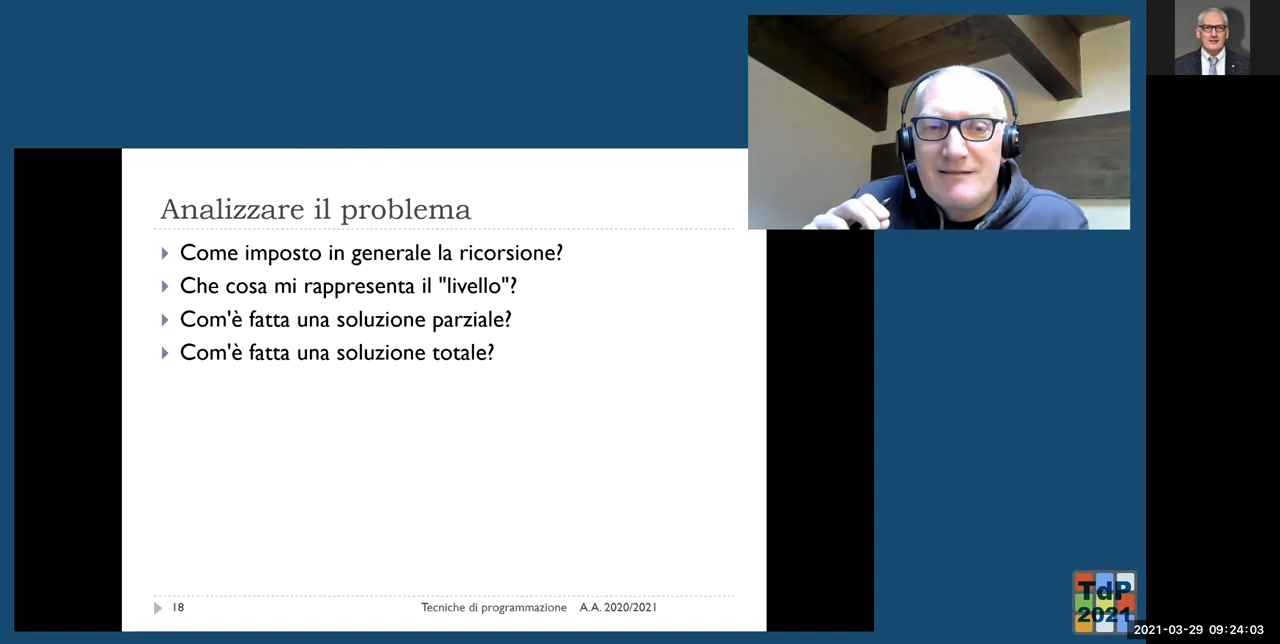 Analizzare il problema
Come imposto in generale la ricorsione?
Che cosa mi rappresenta il "livello"?
Com'è fatta una soluzione parziale?
Com'è fatta una soluzione totale?
18 Tecniche di programmazione A.A. 2020/2021
TdP
2021
2021-03-29 09:24:03